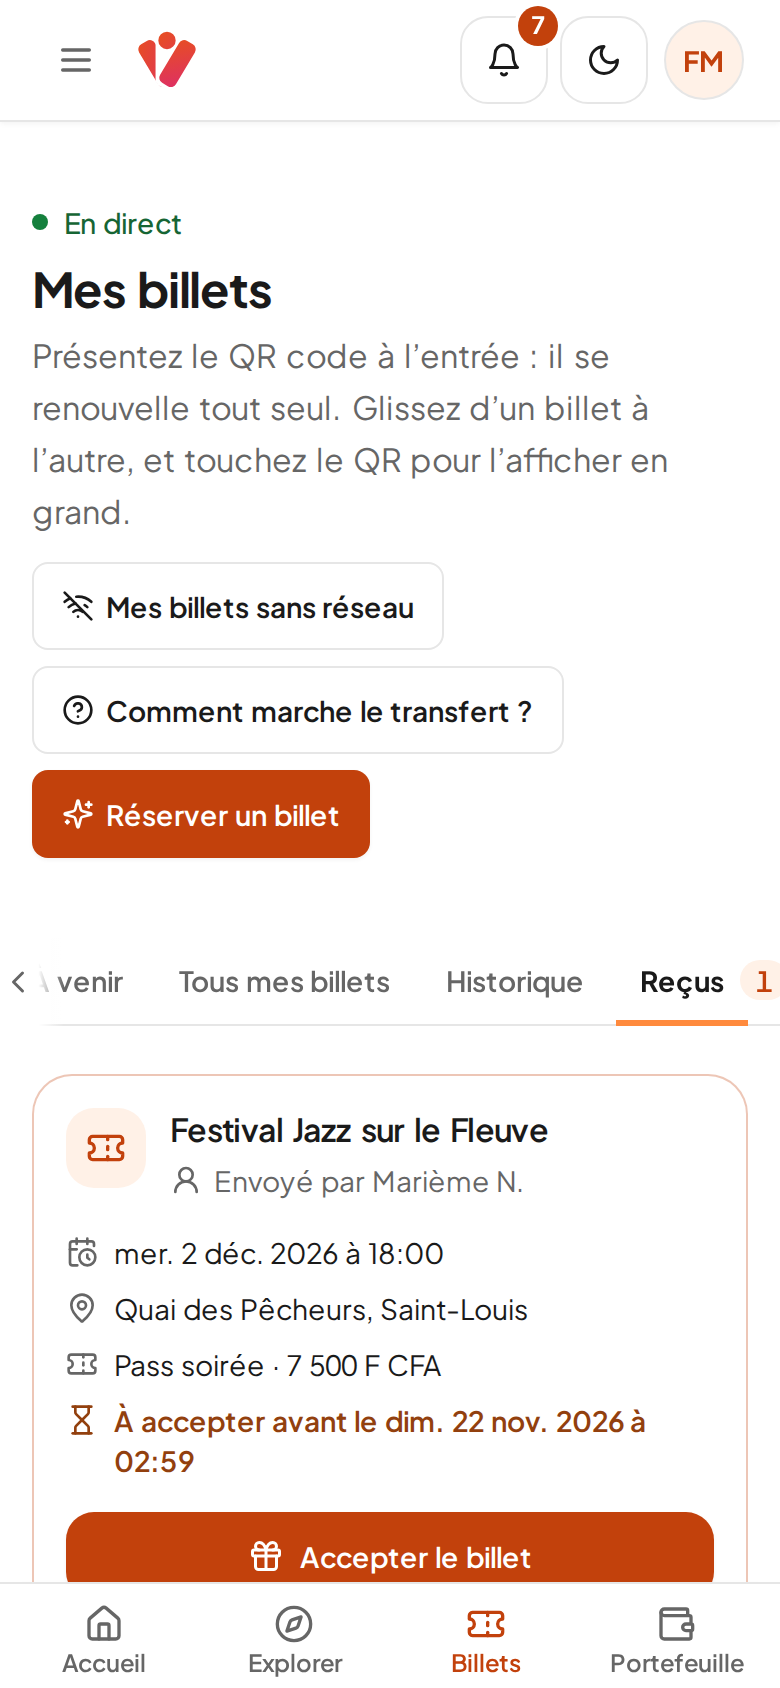 7
FM
En direct
Mes billets
Présentez le QR code à l’entrée : il se
renouvelle tout seul. Glissez d’un billet à
l’autre, et touchez le QR pour l’afficher en
grand.
Mes billets sans réseau
Comment marche le transfert ?
Réserver un billet
À venir Tous mes billets Historique Reçus 1
Festival Jazz sur le Fleuve
Envoyé par Marième N.
mer. 2 déc. 2026 à 18:00
Quai des Pêcheurs, Saint-Louis
Pass soirée · 7 500 F CFA
À accepter avant le dim. 22 nov. 2026 à
02:59
Accepter le billet
Accueil Explorer Billets Portefeuille